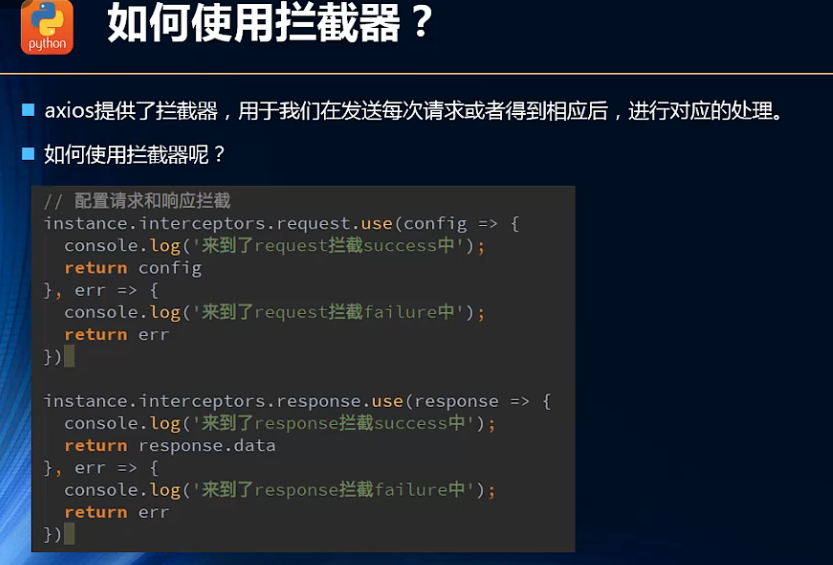 python
如何使用拦截器？
axios提供了拦截器，用于我们在发送每次请求或者得到相应后，进行对应的处理。
如何使用拦截器呢？
// 配置请求和响应拦截
instance.interceptors.request.use(config => {
  console.log('来到了request拦截success中');
  return config
}, err => {
  console.log('来到了request拦截failure中');
  return err
})
instance.interceptors.response.use(response => {
  console.log('来到了response拦截success中');
  return response.data
}, err => {
  console.log('来到了response拦截failure中');
  return err
})